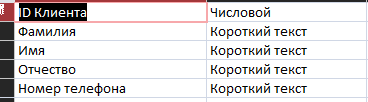 ID Клиента Числовой
Фамилия Короткий текст
Имя Короткий текст
Отчество Короткий текст
Номер телефона Короткий текст